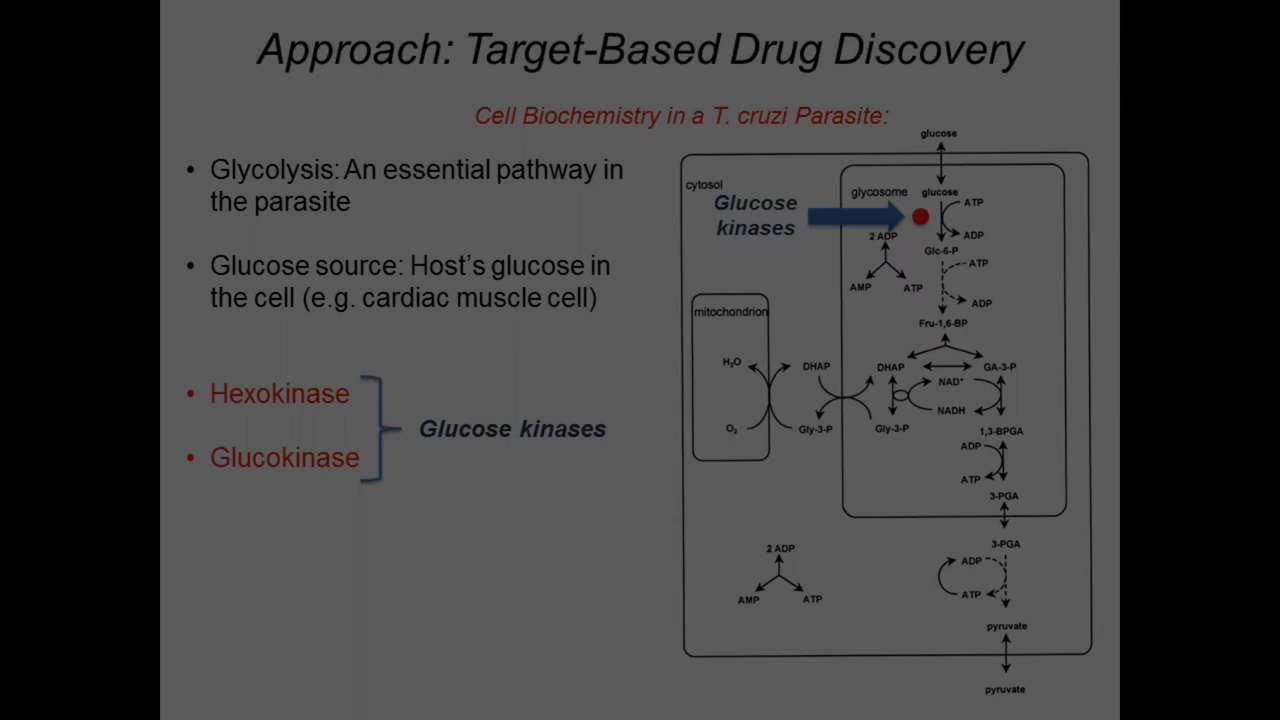 Approach: Target-Based Drug Discovery
Cell Biochemistry in a T. cruzi Parasite:
• Glycolysis: An essential pathway in
the parasite
• Glucose source: Host's glucose in
the cell (e.g. cardiac muscle cell)
• Hexokinase
• Glucokinase
Glucose kinases
glucose
cytosol
glycosome
glucose
Glucose
kinases
ATP
ADP
2 ADP
Glc-6-P
ATP
AMP
ATP
ADP
mitochondrion
Fru-1,6-BP
H₂O
DHAP
DHAP
GA-3-P
NAD⁺
NADH
O₂
Gly-3-P
Gly-3-P
1,3-BPGA
ADP
ATP
3-PGA
3-PGA
2 ADP
ADP
AMP
ATP
ATP
pyruvate
pyruvate